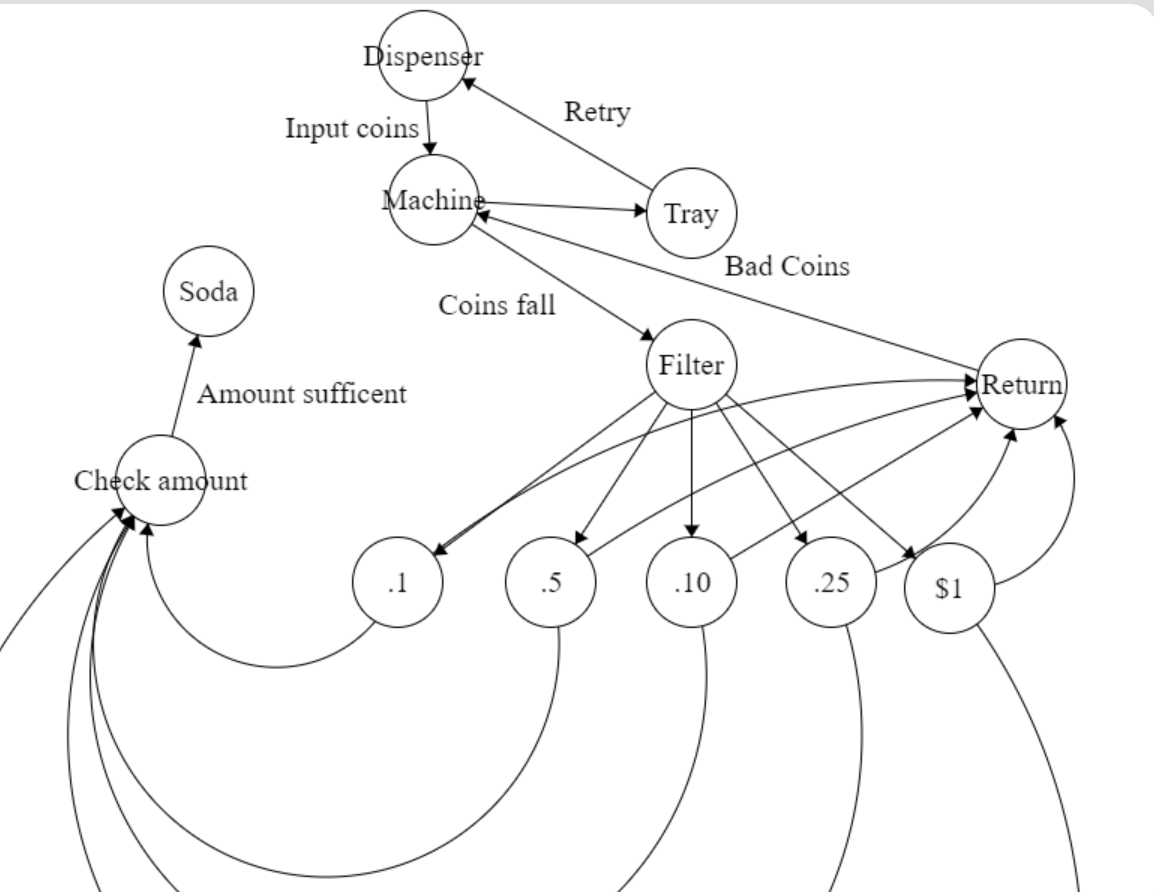 Dispenser
Retry
Input coins
Machine
Tray
Bad Coins
Soda
Coins fall
Filter
Return
Amount sufficent
Check amount
.1
.5
.10
.25
$1